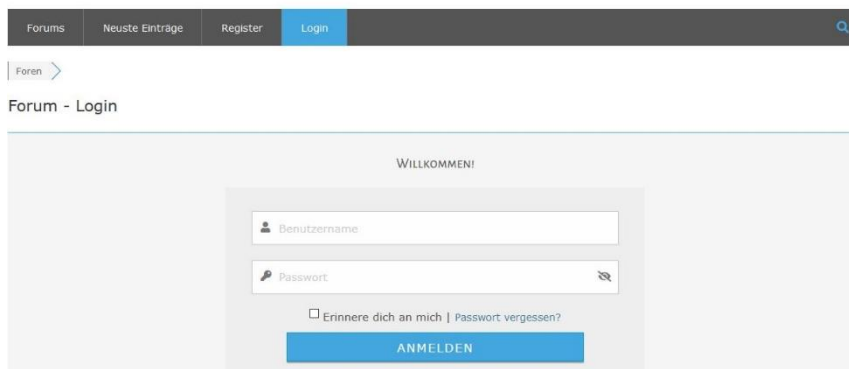 Forums Neuste Einträge Register Login
Foren
Forum - Login
WILLKOMMEN!
Benutzername
Passwort
Erinnere dich an mich | Passwort vergessen?
ANMELDEN